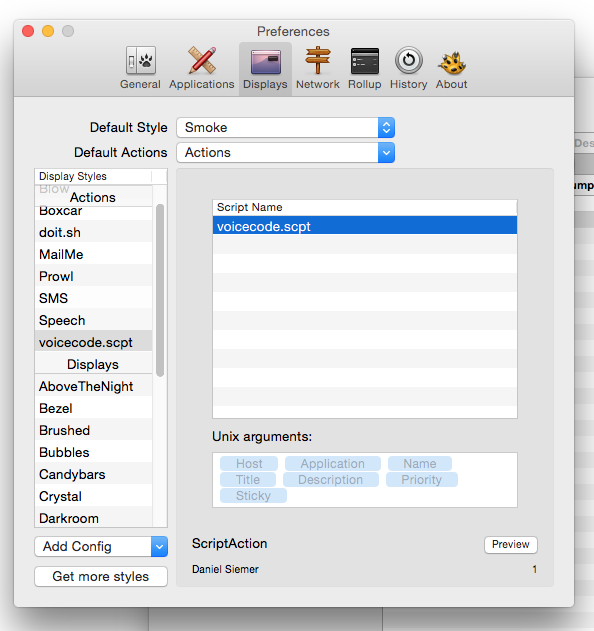 Preferences
General Applications Displays Network Rollup History About
Default Style Smoke
Default Actions Actions
Display Styles
Blow
Actions
Boxcar
doit.sh
MailMe
Prowl
SMS
Speech
voicecode.scpt
Displays
AboveTheNight
Bezel
Brushed
Bubbles
Candybars
Crystal
Darkroom
Add Config
Get more styles
Script Name
voicecode.scpt
Unix arguments:
Host Application Name
Title Description Priority
Sticky
ScriptAction Preview
Daniel Siemer 1
Des
ump